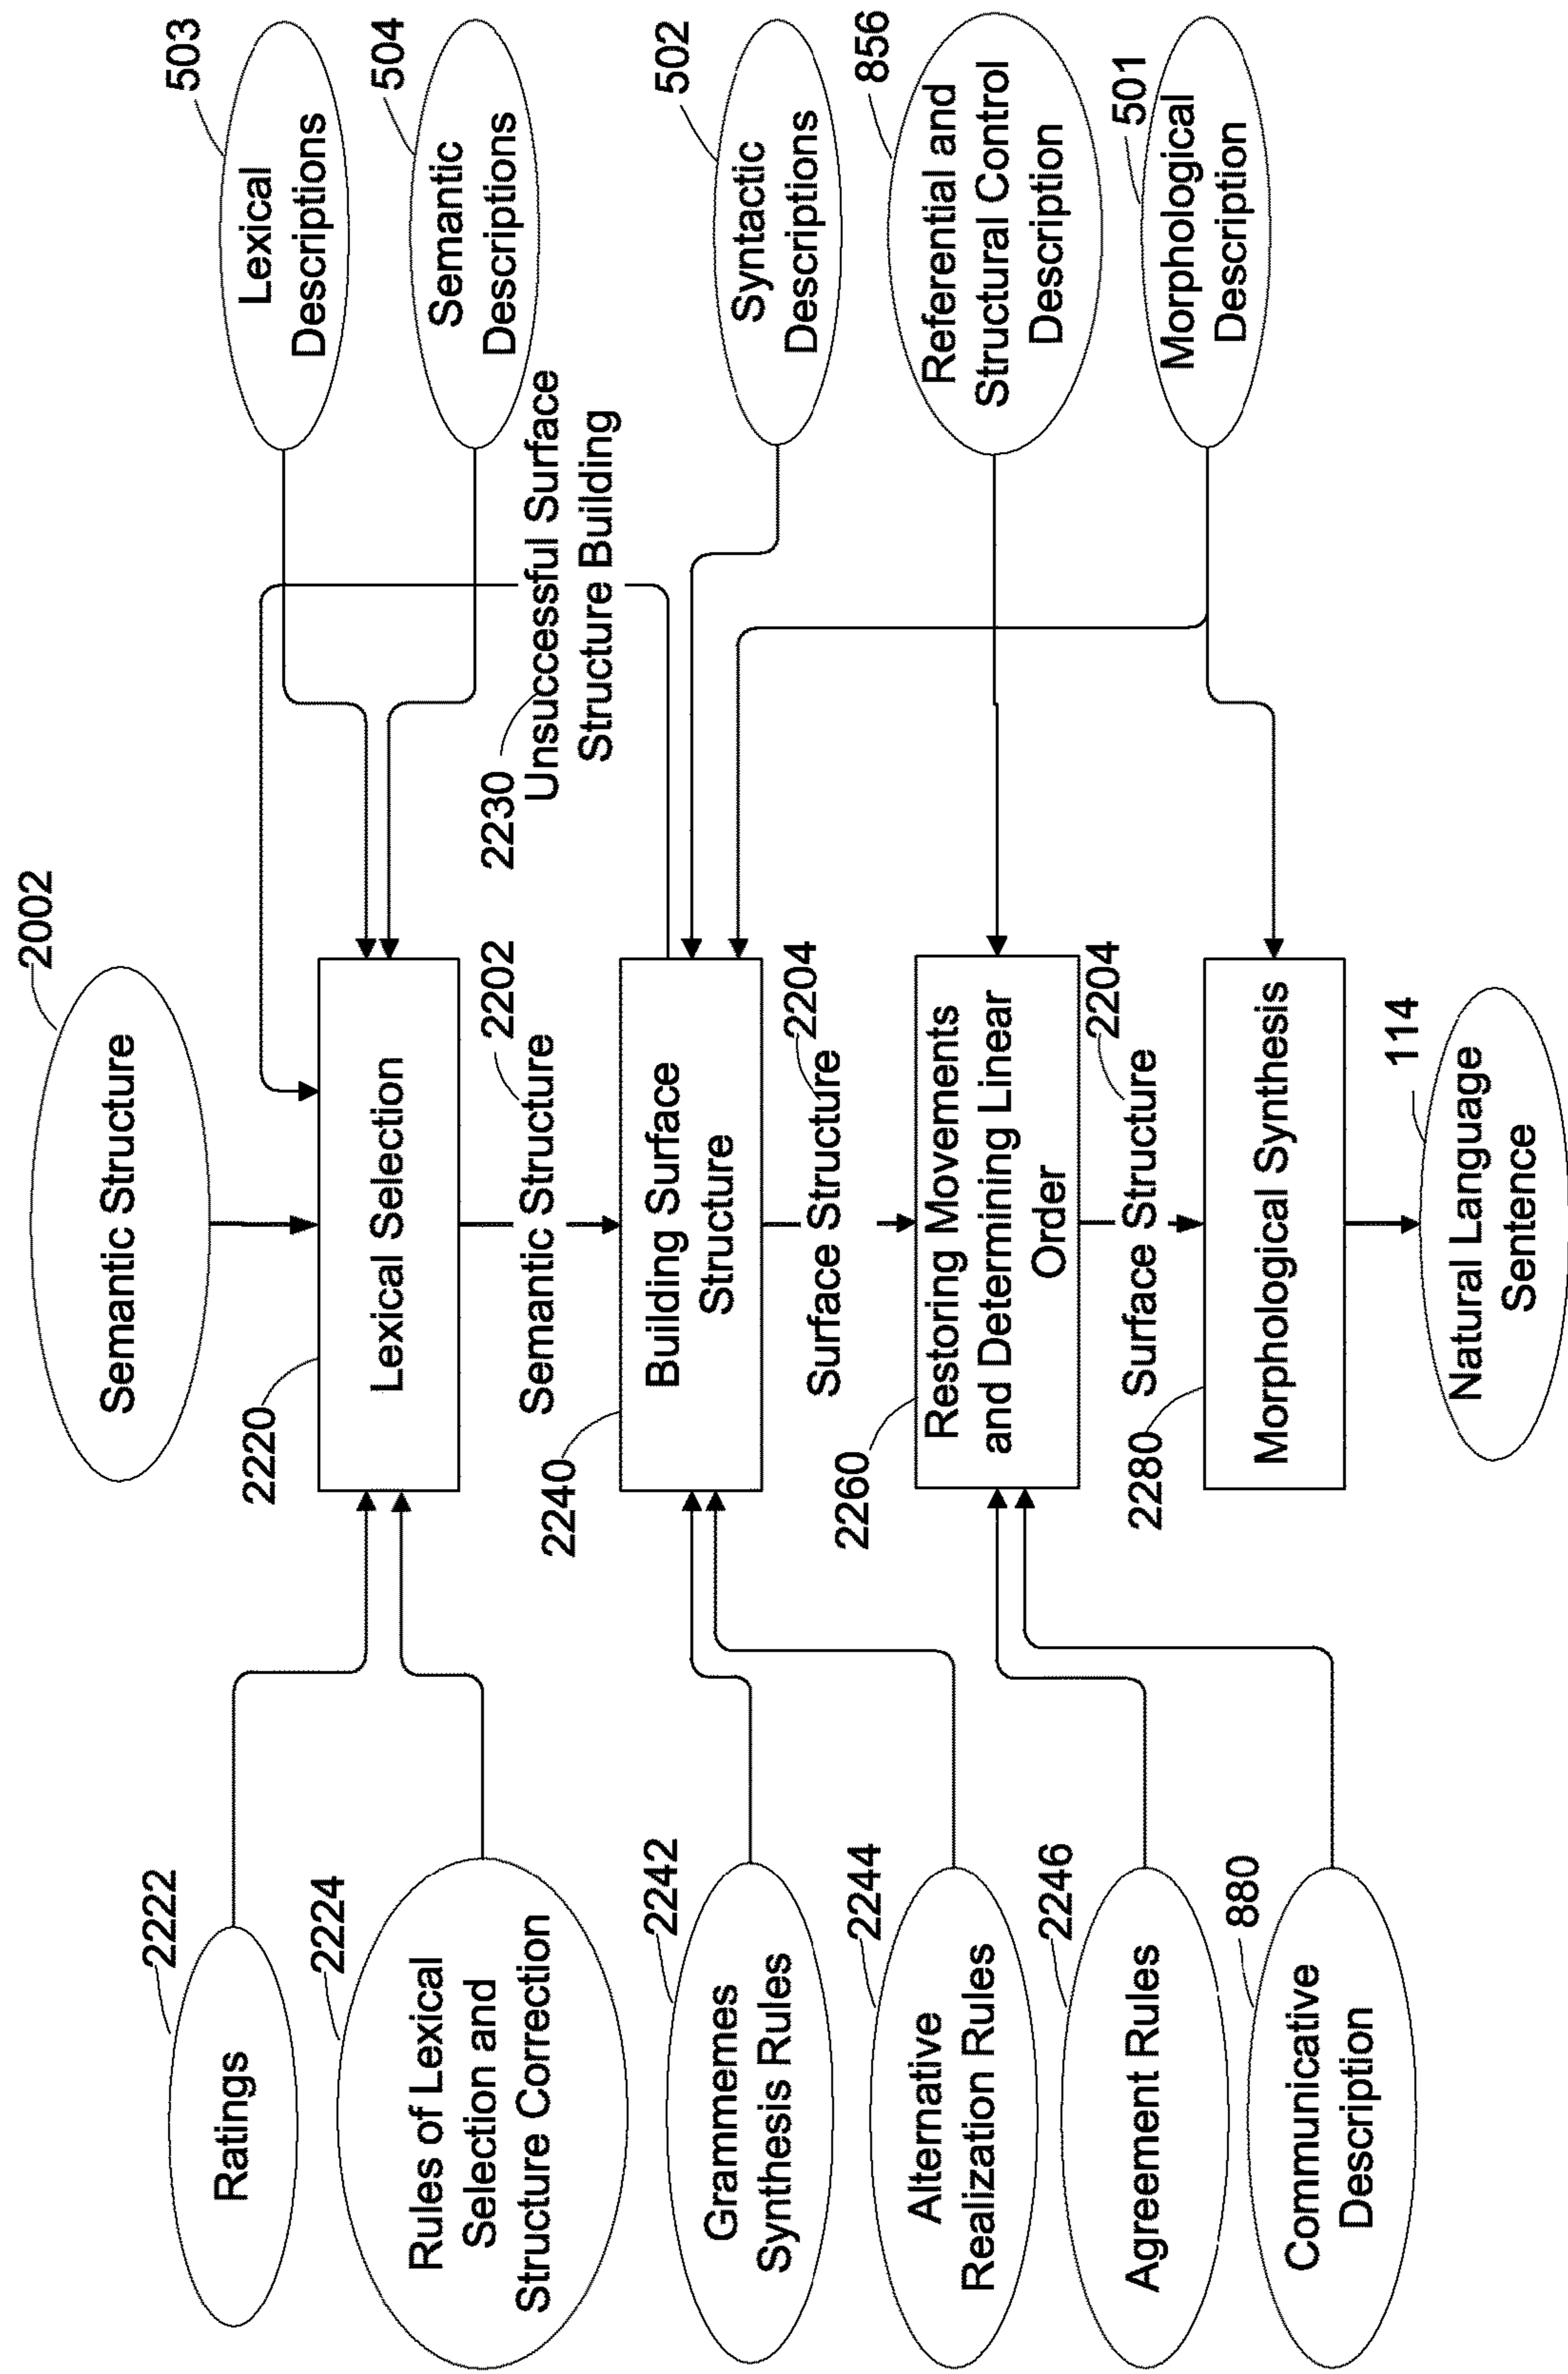 2002
Semantic Structure
2222
Ratings
2220
Lexical Selection
503
Lexical
Descriptions
2224
Rules of Lexical
Selection and
Structure Correction
504
Semantic
Descriptions
2202
Semantic Structure
2230
Unsuccessful Surface
Structure Building
2242
Grammemes
Synthesis Rules
2240
Building Surface
Structure
502
Syntactic
Descriptions
2204
Surface Structure
2244
Alternative
Realization Rules
2260
Restoring Movements
and Determining Linear
Order
856
Referential and
Structural Control
Description
2246
Agreement Rules
2204
Surface Structure
501
Morphological
Description
880
Communicative
Description
2280
Morphological Synthesis
114
Natural Language
Sentence